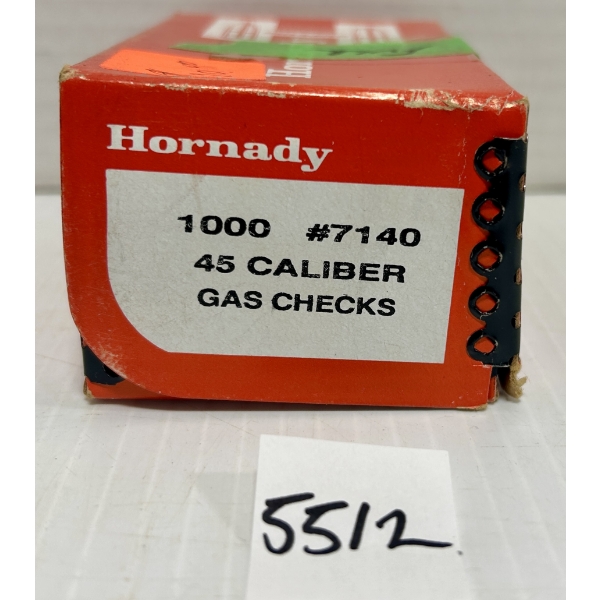 Hornady
1000 #7140
45 CALIBER
GAS CHECKS
5512